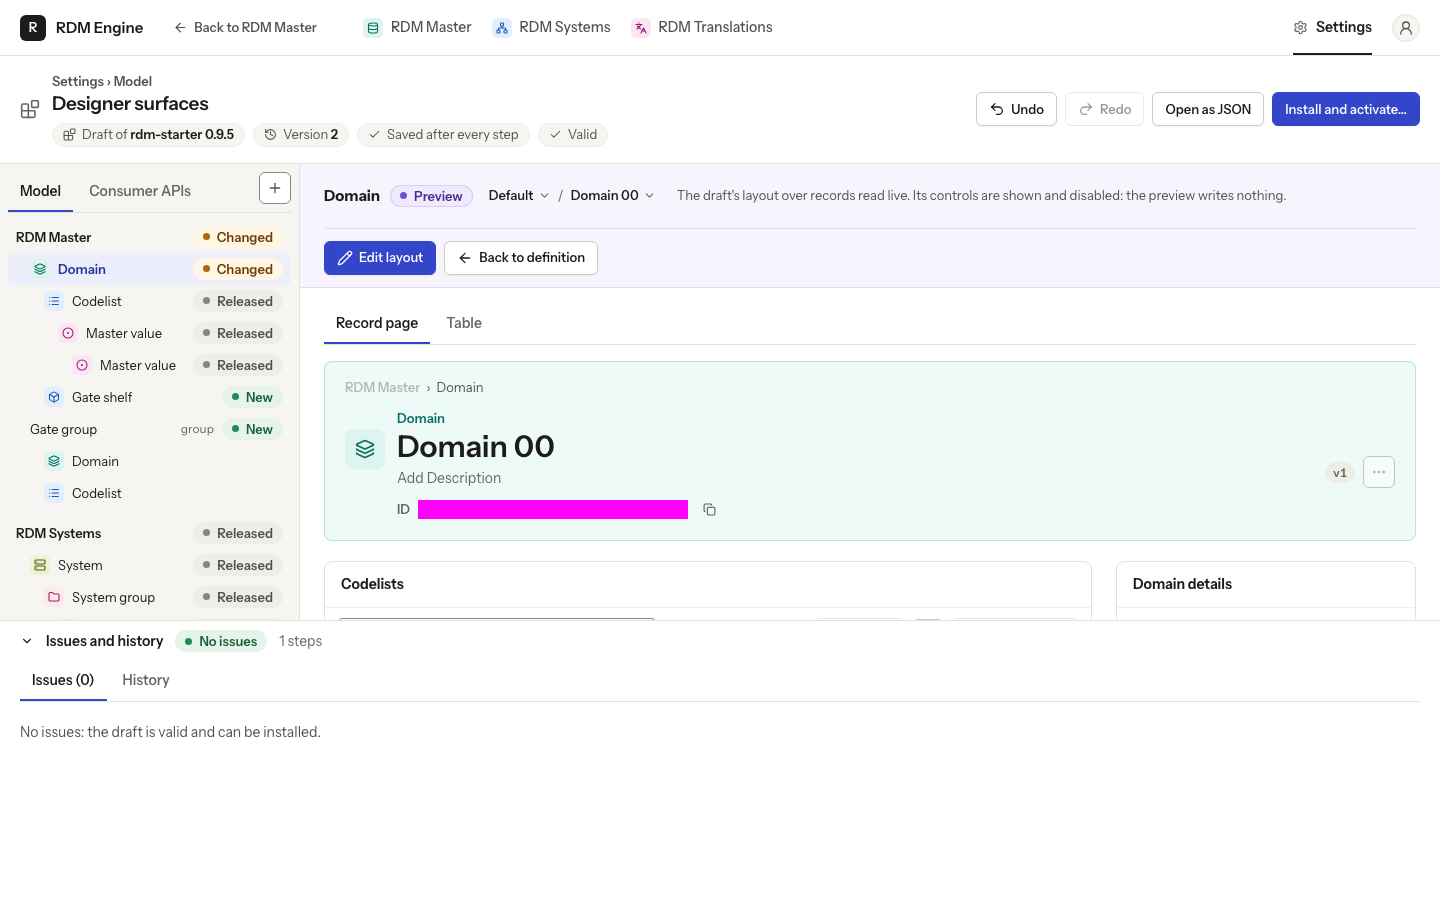 R RDM Engine
Back to RDM Master
RDM Master
RDM Systems
RDM Translations
Settings
Settings › Model
Designer surfaces
Draft of rdm-starter 0.9.5
Version 2
Saved after every step
Valid
Undo
Redo
Open as JSON
Install and activate...
Model
Consumer APIs
RDM Master Changed
Domain Changed
Codelist Released
Master value Released
Master value Released
Gate shelf New
Gate group group New
Domain
Codelist
RDM Systems Released
System Released
System group Released
Domain Preview Default / Domain 00 The draft's layout over records read live. Its controls are shown and disabled: the preview writes nothing.
Edit layout
Back to definition
Record page
Table
RDM Master › Domain
Domain
Domain 00
Add Description
ID
v1
Codelists
Domain details
Issues and history No issues 1 steps
Issues (0)
History
No issues: the draft is valid and can be installed.